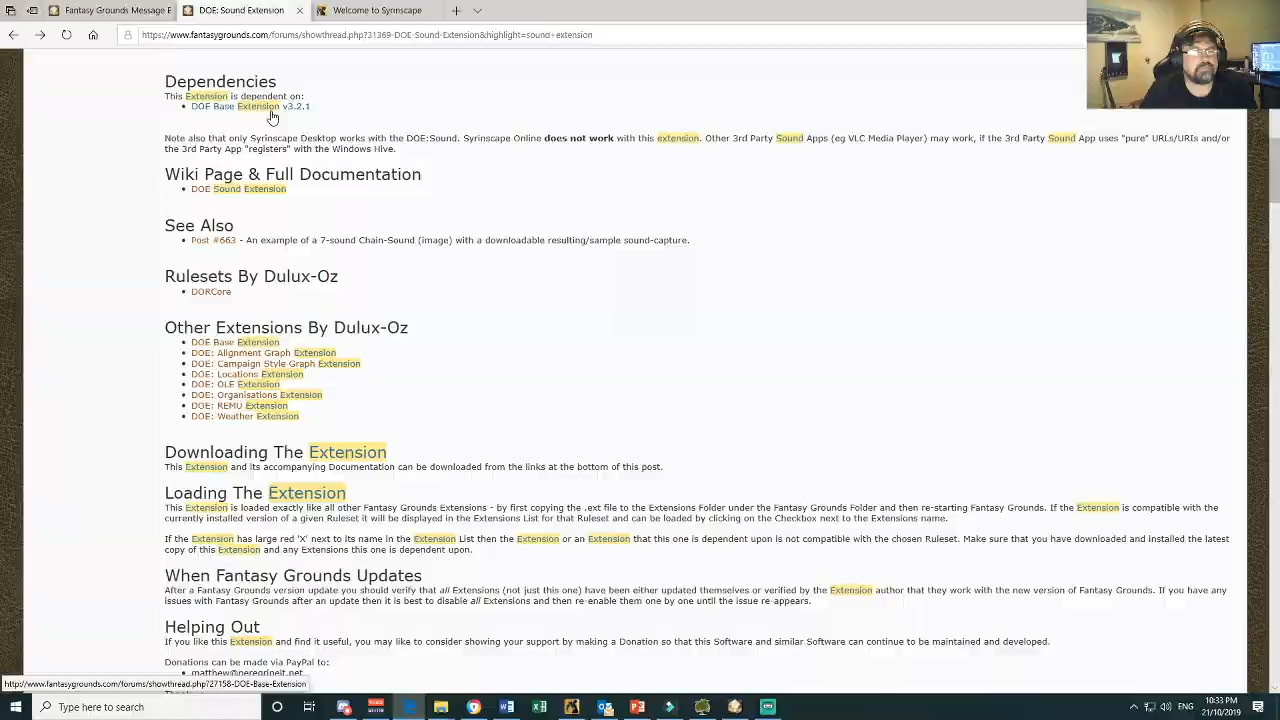 Fantasy Grounds Message B
DOE: Sound Extension
Welcome to Syrinscape
https://www.fantasygrounds.com/forums/showthread.php?31369-DOE-Sound-Extension&highlight=sound+extension
Dependencies
This Extension is dependent on:
• DOE Base Extension v3.2.1
Note also that only Syrinscape Desktop works with the DOE:Sound. Syrinscape Online does not work with this extension. Other 3rd Party Sound Apps (eg VLC Media Player) may work, if the 3rd Party Sound App uses "pure" URLs/URIs and/or
the 3rd Party App "registers" with the Windows Hive.
Wiki Page & Full Documentation
• DOE Sound Extension
See Also
• Post #663 - An example of a 7-sound Chain-Sound (image) with a downloadable resulting/sample sound-capture.
Rulesets By Dulux-Oz
• DORCore
Other Extensions By Dulux-Oz
• DOE Base Extension
• DOE: Alignment Graph Extension
• DOE: Campaign Style Graph Extension
• DOE: Locations Extension
• DOE: OLE Extension
• DOE: Organisations Extension
• DOE: REMU Extension
• DOE: Weather Extension
Downloading The Extension
This Extension and its accompanying Documentation can be downloaded from the links at the bottom of this post.
Loading The Extension
This Extension is loaded exactly like all other Fantasy Grounds Extensions - by first copying the .ext file to the Extensions Folder under the Fantasy Grounds Folder and then re-starting Fantasy Grounds. If the Extension is compatible with the
currently installed version of a given Ruleset it will be displayed in the Extensions List for that Ruleset and can be loaded by clicking on the Checkbox next to the Extensions name.
If the Extension has large red 'X' next to its name in the Extension List then the Extension or an Extension that this one is dependent upon is not compatible with the chosen Ruleset. Make sure that you have downloaded and installed the latest
copy of this Extension and any Extensions this one is dependent upon.
When Fantasy Grounds Updates
After a Fantasy Grounds version update you should verify that all Extensions (not just this one) have been either updated themselves or verified by the Extension author that they work with the new version of Fantasy Grounds. If you have any
issues with Fantasy Grounds after an update then it is best to disable all Extensions and then re-enable them one by one until the issue re-appears.
Helping Out
If you like this Extension and find it useful, you may like to consider showing your support by making a Donation so that this Software and similar Software can continue to be maintained and developed.
Donations can be made via PayPal to:
• matthew@peregrineit.net
http://www.fantasygrounds.com/forums/showthread.php?27158-DOE-Base-Extension
Type here to search
ENG
10:33 PM
21/10/2019